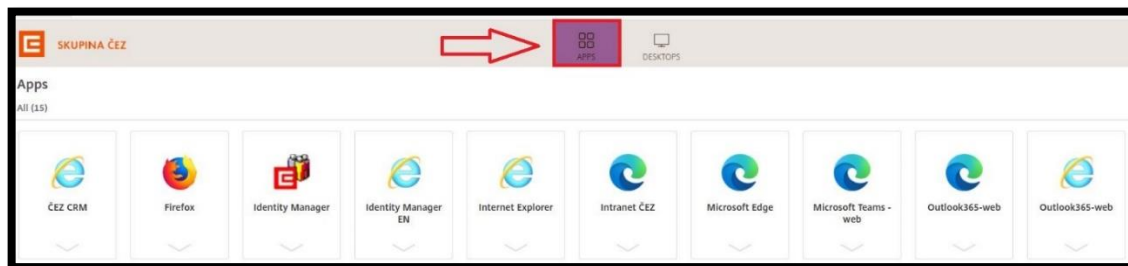 SKUPINA ČEZ
APPS
DESKTOPS
Apps
All (15)
ČEZ CRM
Firefox
Identity Manager
Identity Manager
EN
Internet Explorer
Intranet ČEZ
Microsoft Edge
Microsoft Teams -
web
Outlook365-web
Outlook365-web